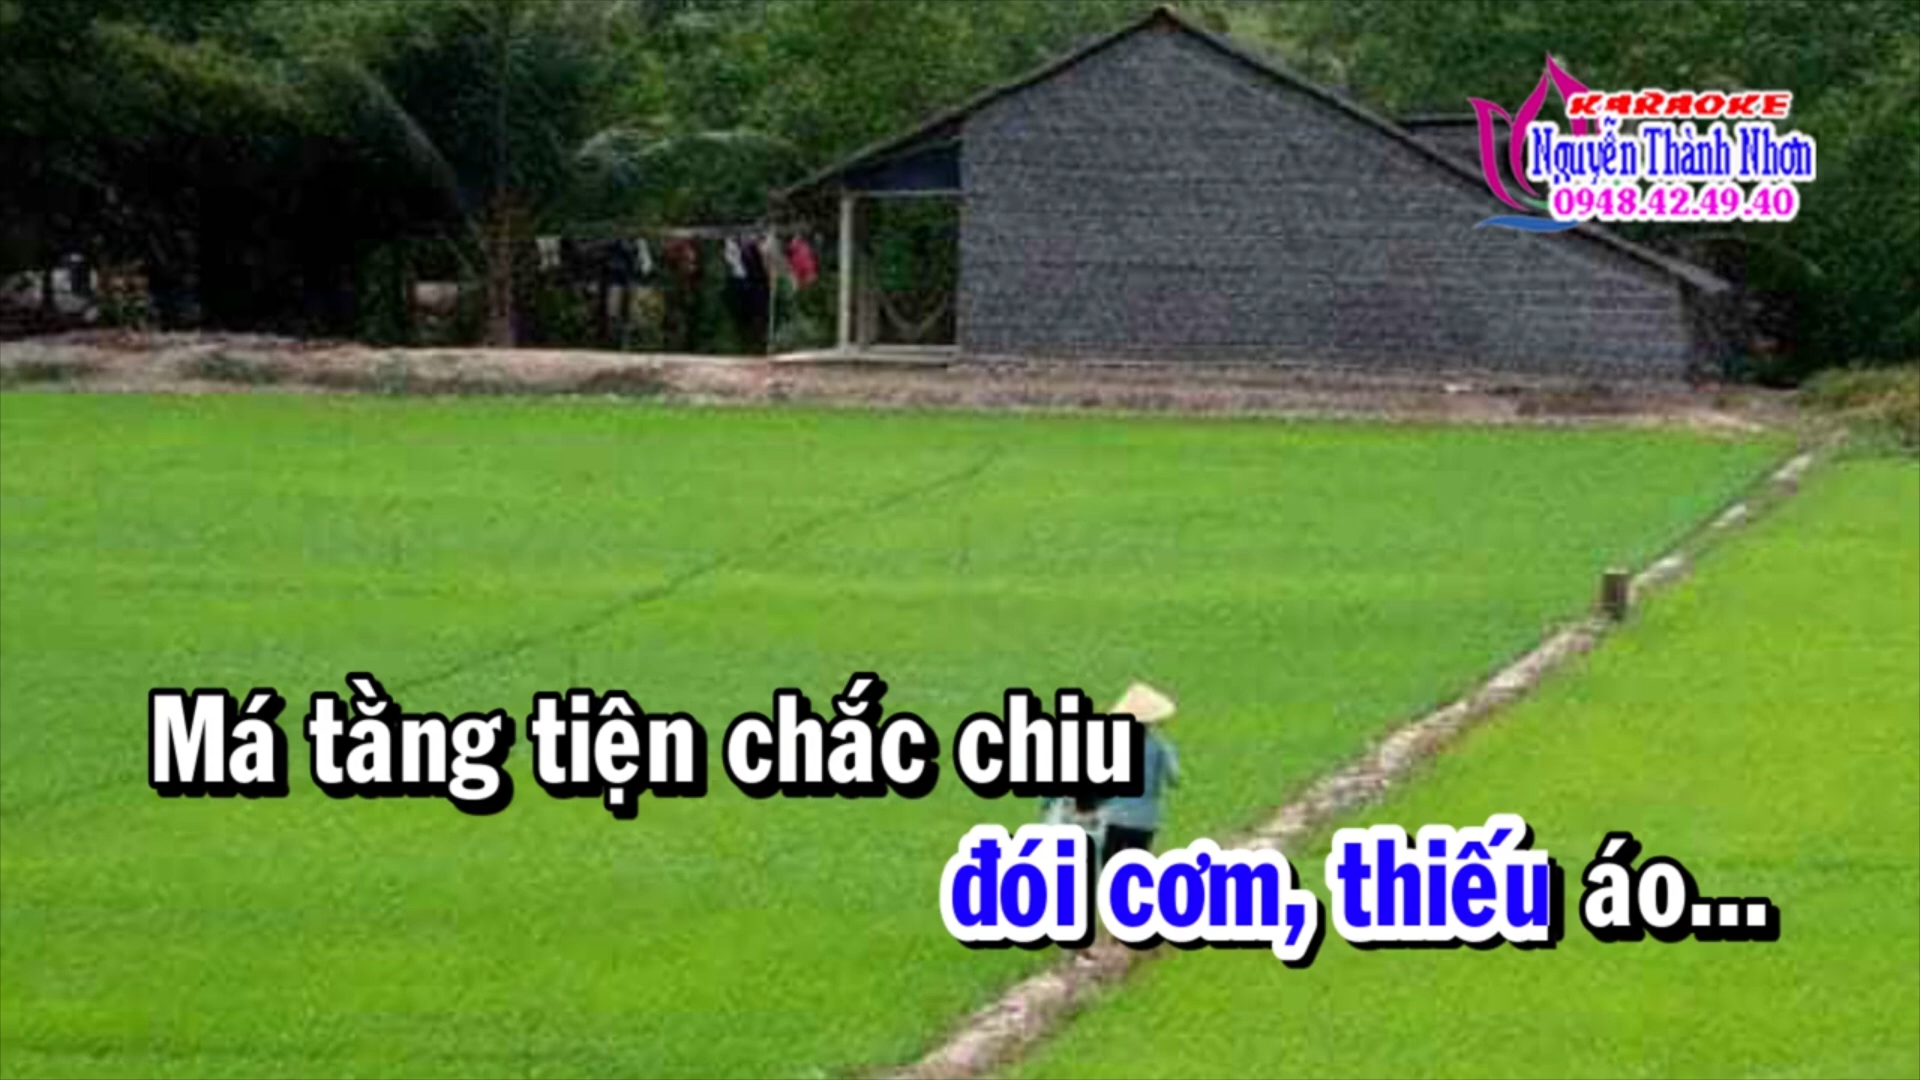 KARAOKE
Nguyễn Thành Nhơn
0948.42.49.40
Má tằng tiện chắc chiu
đói cơm, thiếu áo...